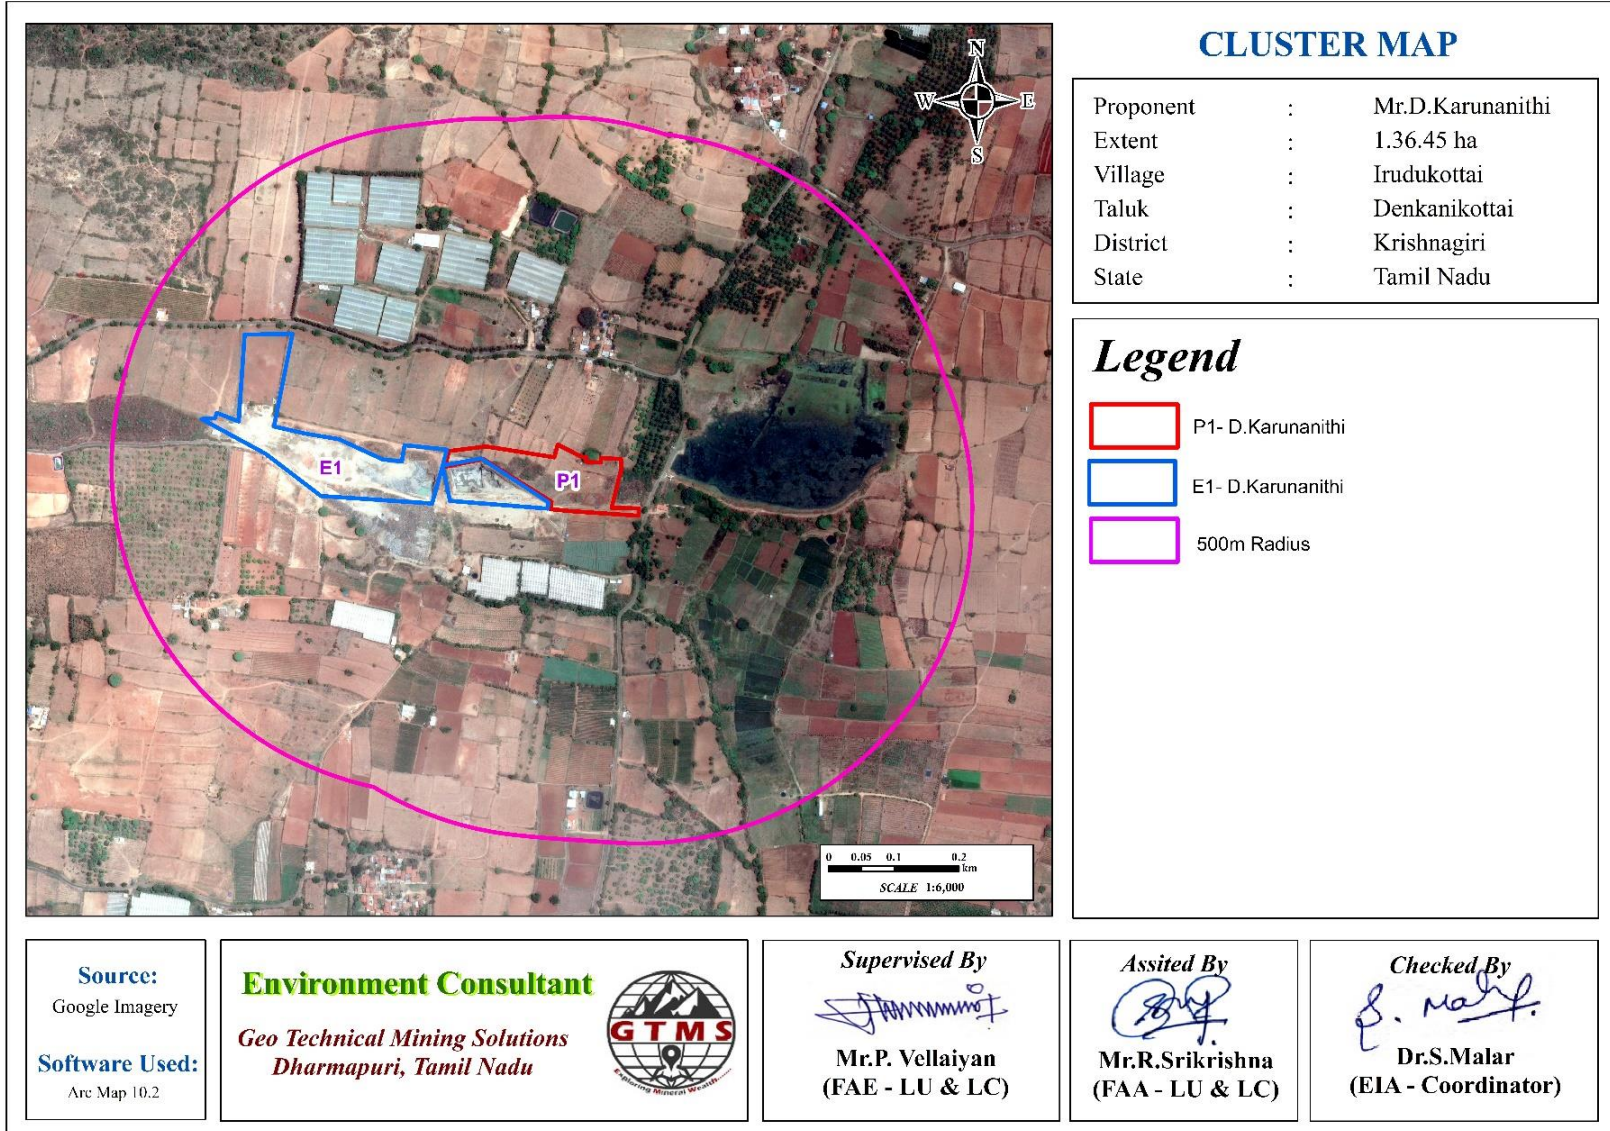 CLUSTER MAP
Proponent : Mr.D.Karunanithi
Extent : 1.36.45 ha
Village : Irudukottai
Taluk : Denkanikottai
District : Krishnagiri
State : Tamil Nadu
Legend
P1- D.Karunanithi
E1- D.Karunanithi
500m Radius
N
W E
S
E1
P1
0 0.05 0.1 0.2
km
SCALE 1:6,000
Source:
Google Imagery
Software Used:
Arc Map 10.2
Environment Consultant
Geo Technical Mining Solutions
Dharmapuri, Tamil Nadu
GTMS
Exploring Mineral Wealth......
Supervised By
Mr.P. Vellaiyan
(FAE - LU & LC)
Assited By
Mr.R.Srikrishna
(FAA - LU & LC)
Checked By
Dr.S.Malar
(EIA - Coordinator)